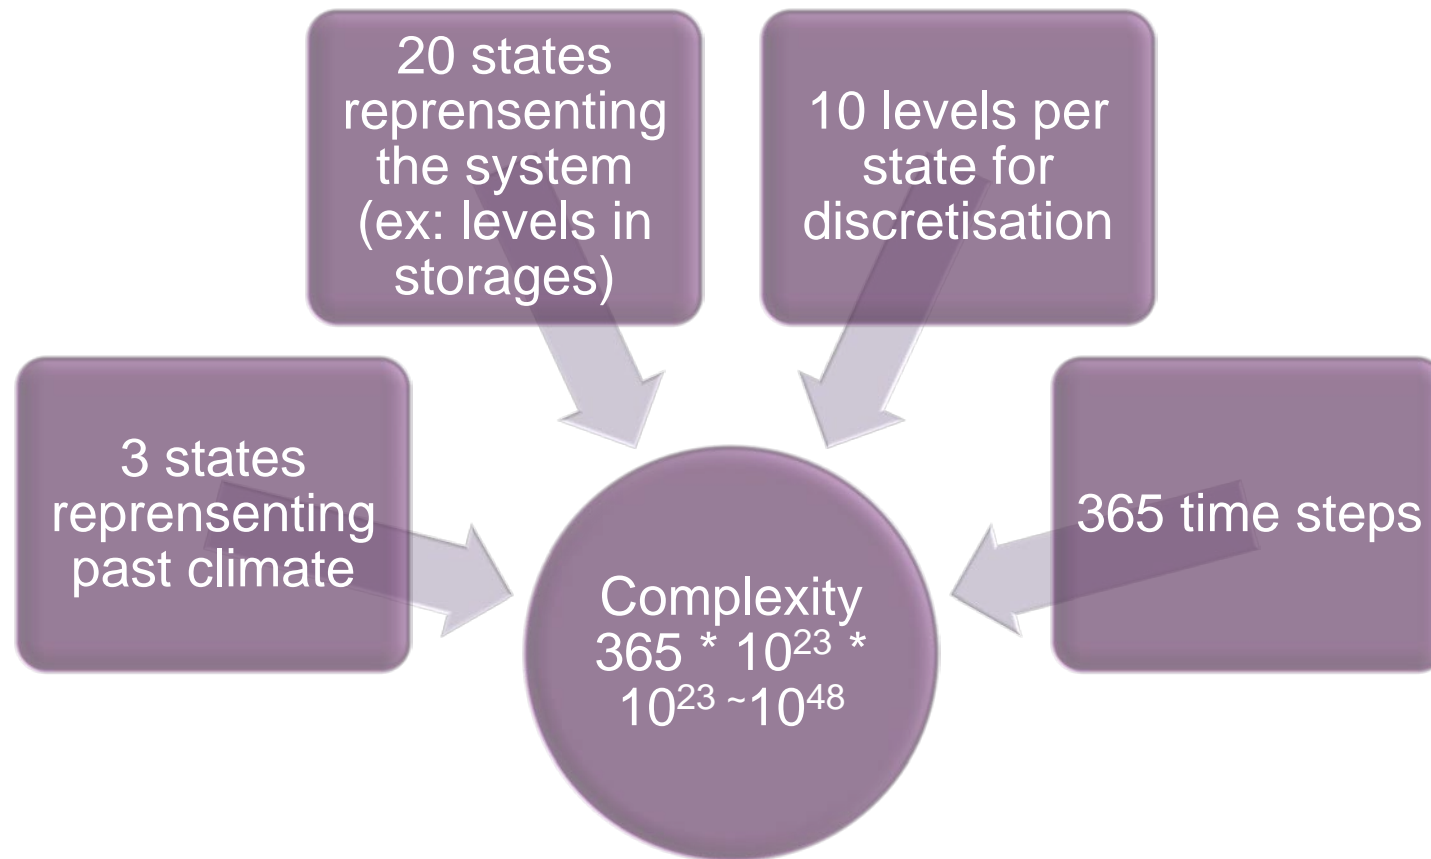 20 states
reprensenting
the system
(ex: levels in
storages)
10 levels per
state for
discretisation
3 states
reprensenting
past climate
365 time steps
Complexity
365 * 10²³ *
10²³ ~10⁴⁸